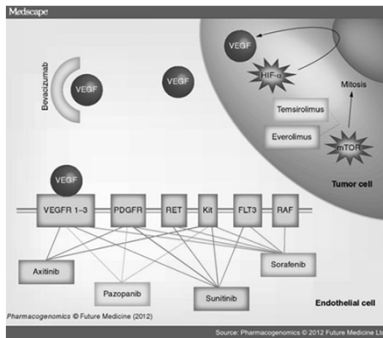 Medscape
VEGF
HIF-α
Mitosis
VEGF
VEGF
Bevacizumab
Temsirolimus
Everolimus
mTOR
Tumor cell
VEGF
VEGFR 1–3
PDGFR
RET
Kit
FLT3
RAF
Axitinib
Sorafenib
Pazopanib
Sunitinib
Endothelial cell
Pharmacogenomics © Future Medicine (2012)
Source: Pharmacogenomics © 2012 Future Medicine Ltd